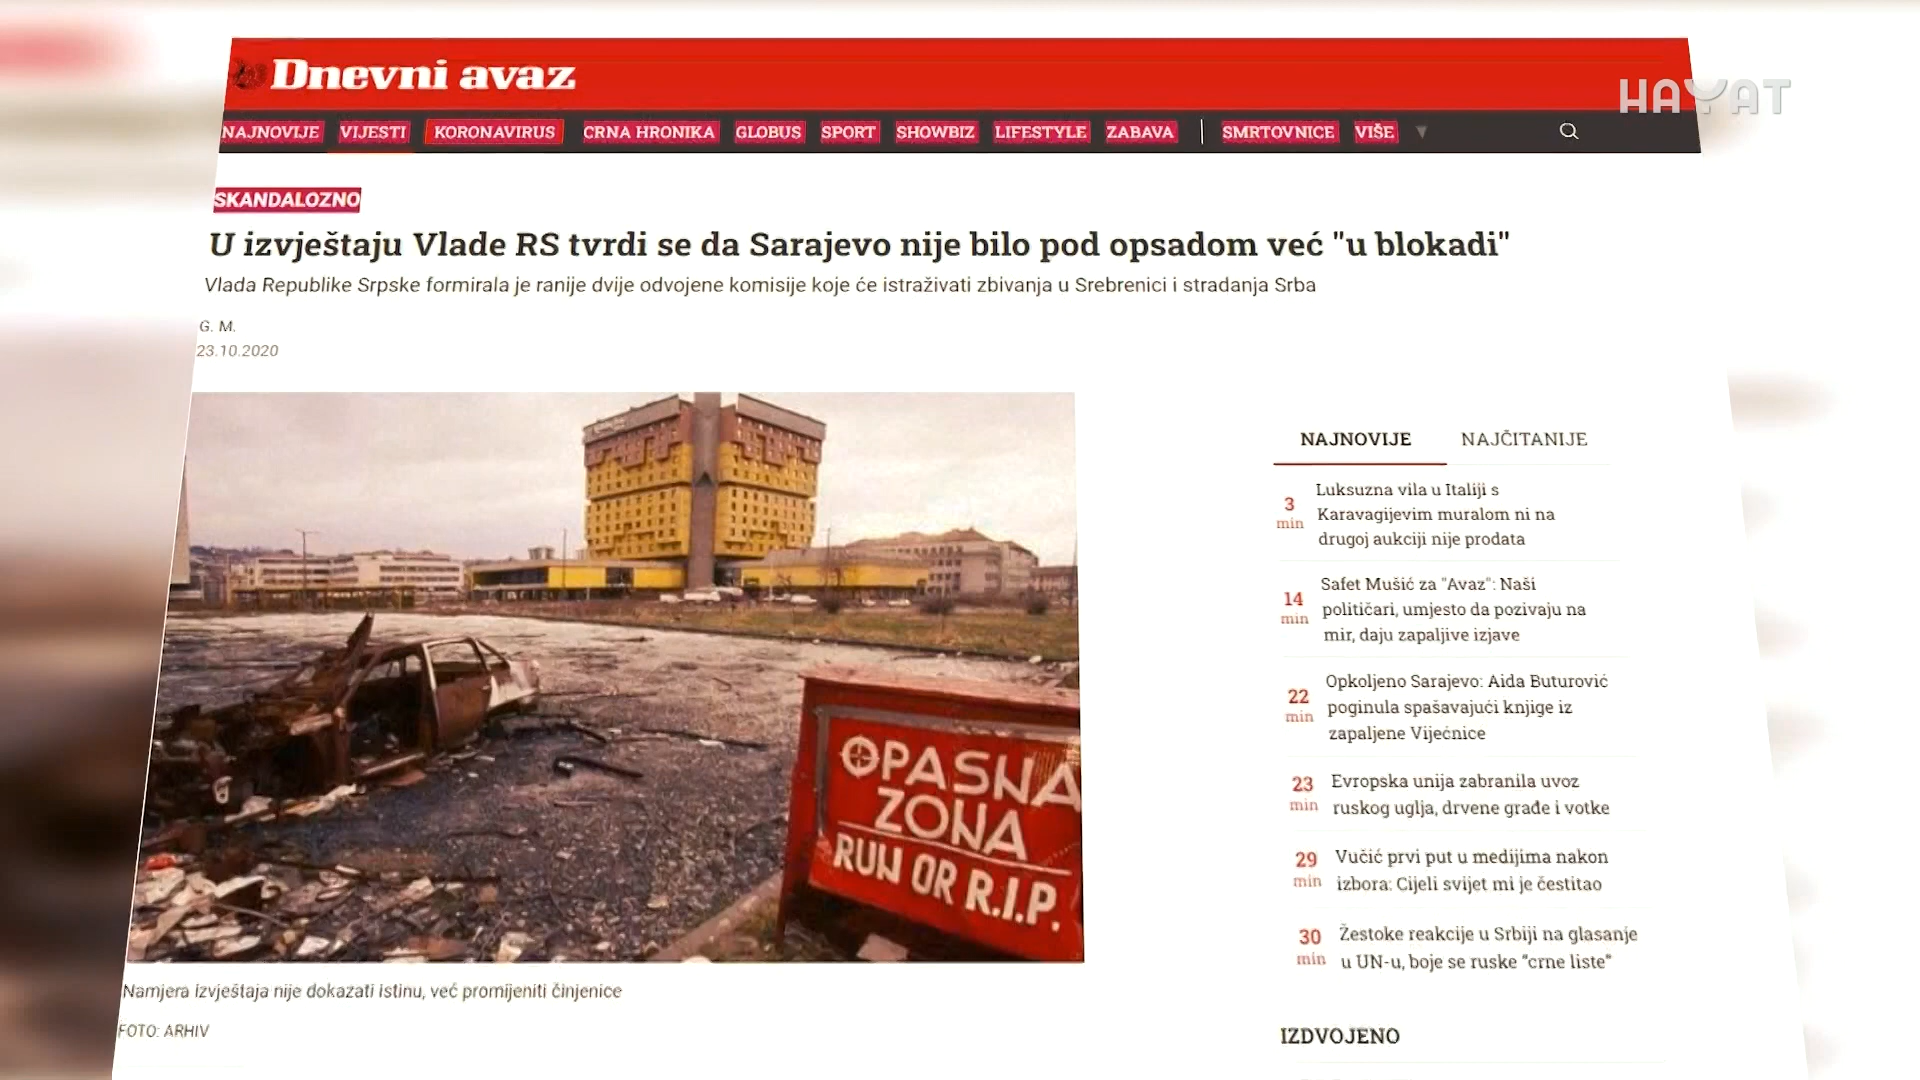 Dnevni avaz
HAYAT
NAJNOVIJE VIJESTI KORONAVIRUS CRNA HRONIKA GLOBUS SPORT SHOWBIZ LIFESTYLE ZABAVA SMRTOVNICE VIŠE
SKANDALOZNO
U izvještaju Vlade RS tvrdi se da Sarajevo nije bilo pod opsadom već "u blokadi"
Vlada Republike Srpske formirala je ranije dvije odvojene komisije koje će istraživati zbivanja u Srebrenici i stradanja Srba
G. M.
23.10.2020
OPASNA
ZONA
RUN OR R.I.P.
Namjera izvještaja nije dokazati istinu, već promijeniti činjenice
FOTO: ARHIV
NAJNOVIJE NAJČITANIJE
3 min
Luksuzna vila u Italiji s
Karavagijevim muralom ni na
drugoj aukciji nije prodata
14 min
Safet Mušić za "Avaz": Naši
političari, umjesto da pozivaju na
mir, daju zapaljive izjave
22 min
Opkoljeno Sarajevo: Aida Buturović
poginula spašavajući knjige iz
zapaljene Vijećnice
23 min
Evropska unija zabranila uvoz
ruskog uglja, drvene građe i votke
29 min
Vučić prvi put u medijima nakon
izbora: Cijeli svijet mi je čestitao
30 min
Žestoke reakcije u Srbiji na glasanje
u UN-u, boje se ruske "crne liste"
IZDVOJENO